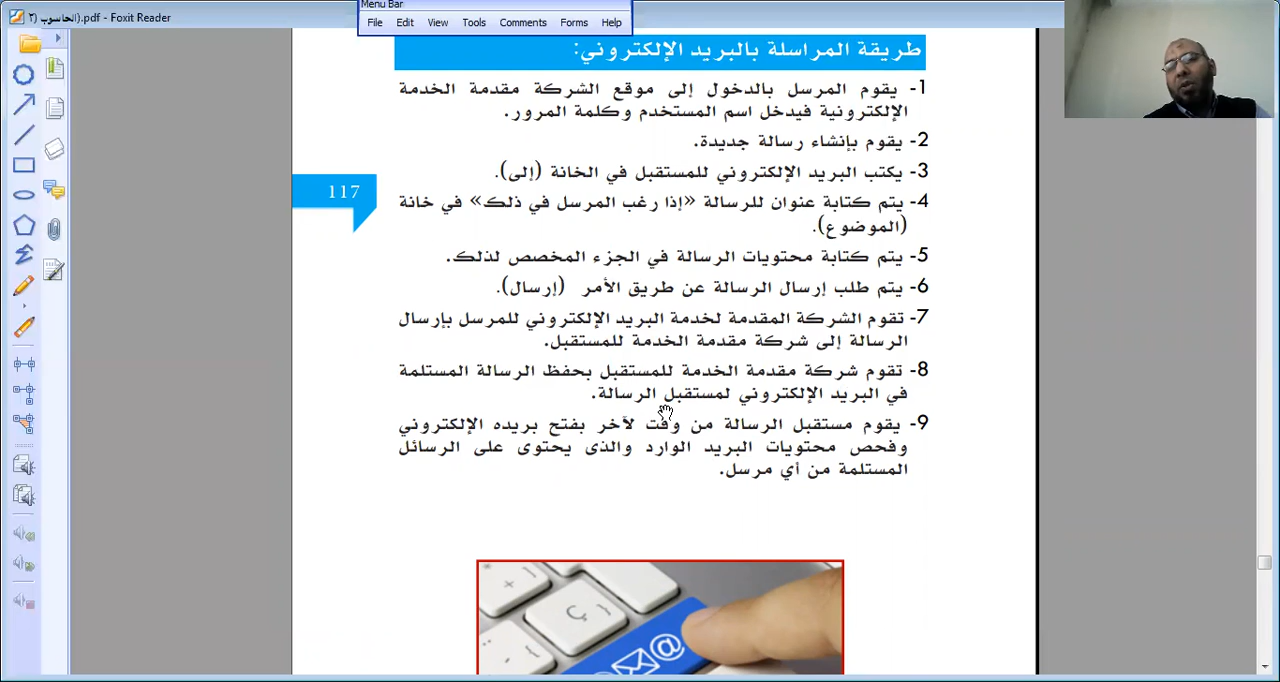 الحاسوب (٢).pdf - Foxit Reader
Menu Bar
File Edit View Tools Comments Forms Help
طريقة المراسلة بالبريد الإلكتروني:
1- يقوم المرسل بالدخول إلى موقع الشركة مقدمة الخدمة
الإلكترونية فيدخل اسم المستخدم وكلمة المرور.
2- يقوم بإنشاء رسالة جديدة.
3- يكتب البريد الإلكتروني للمستقبل في الخانة (إلى).
117
4- يتم كتابة عنوان للرسالة «إذا رغب المرسل في ذلك» في خانة
(الموضوع).
5- يتم كتابة محتويات الرسالة في الجزء المخصص لذلك.
6- يتم طلب إرسال الرسالة عن طريق الأمر (إرسال).
7- تقوم الشركة المقدمة لخدمة البريد الإلكتروني للمرسل بإرسال
الرسالة إلى شركة مقدمة الخدمة للمستقبل.
8- تقوم شركة مقدمة الخدمة للمستقبل بحفظ الرسالة المستلمة
في البريد الإلكتروني لمستقبل الرسالة.
9- يقوم مستقبل الرسالة من وقت لآخر بفتح بريده الإلكتروني
وفحص محتويات البريد الوارد والذى يحتوى على الرسائل
المستلمة من أي مرسل.